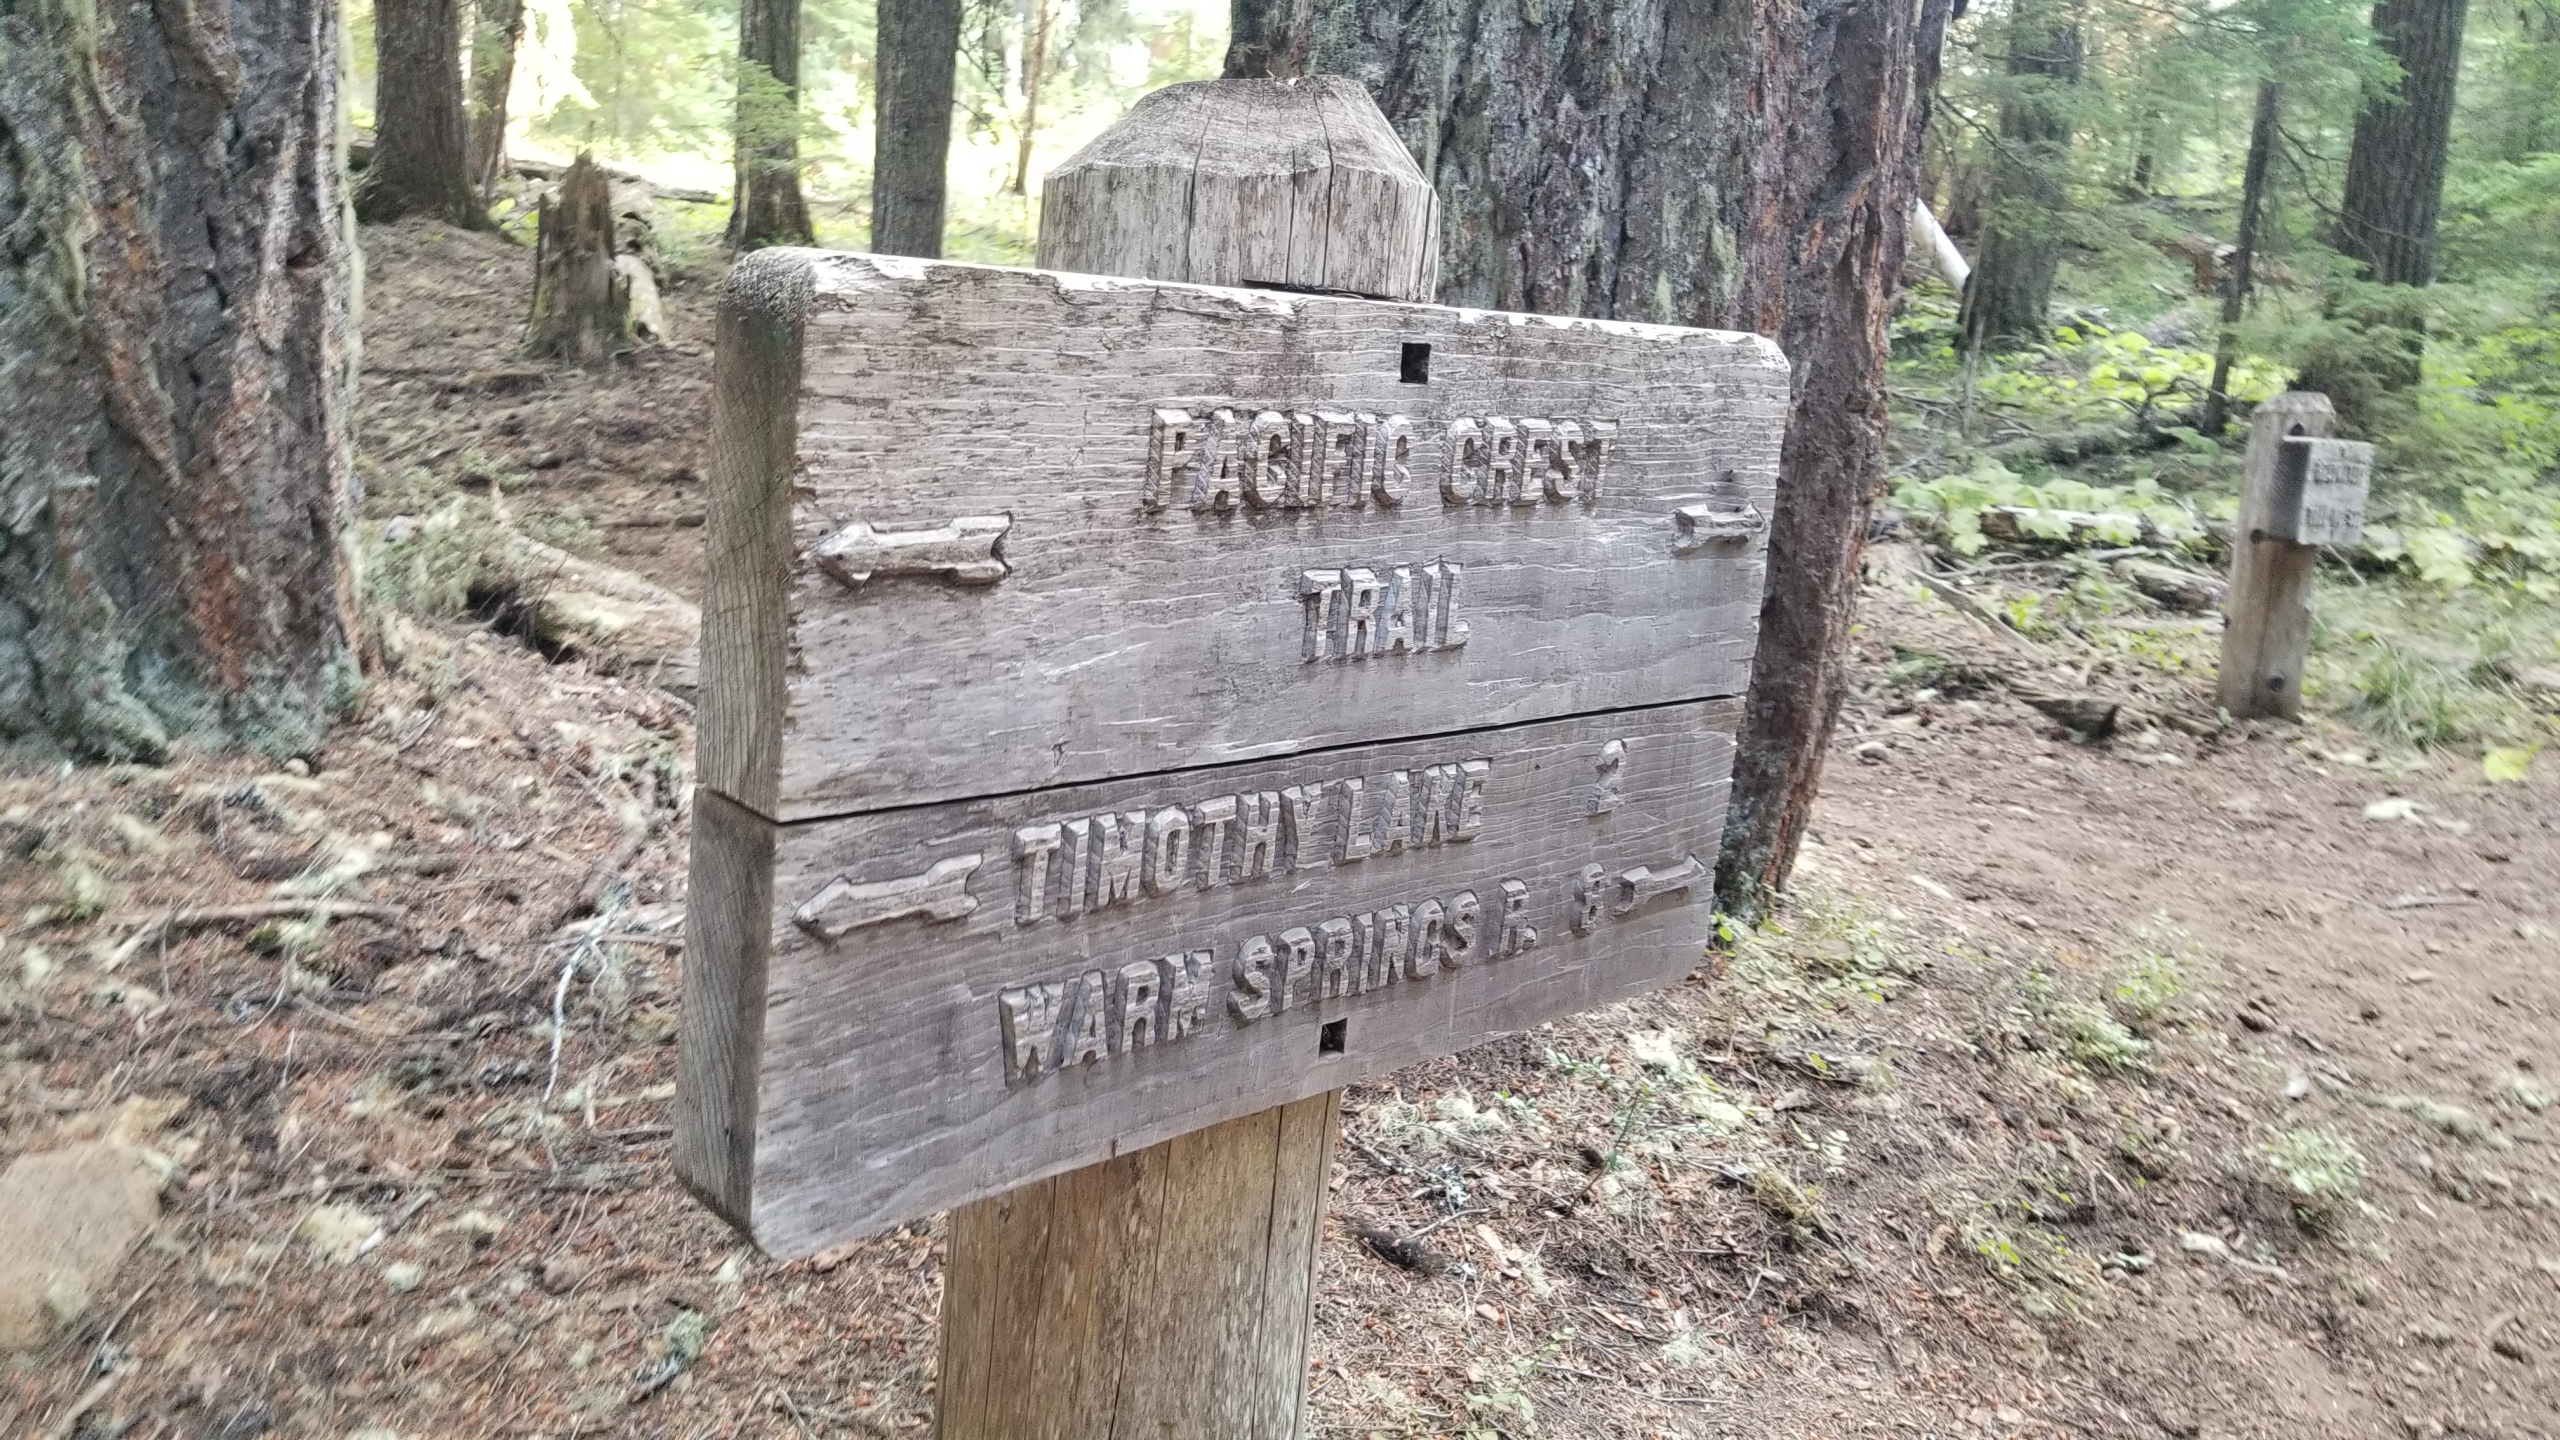 PACIFIC CREST
TRAIL
TIMOTHY LAKE 2
WARM SPRINGS R. 6